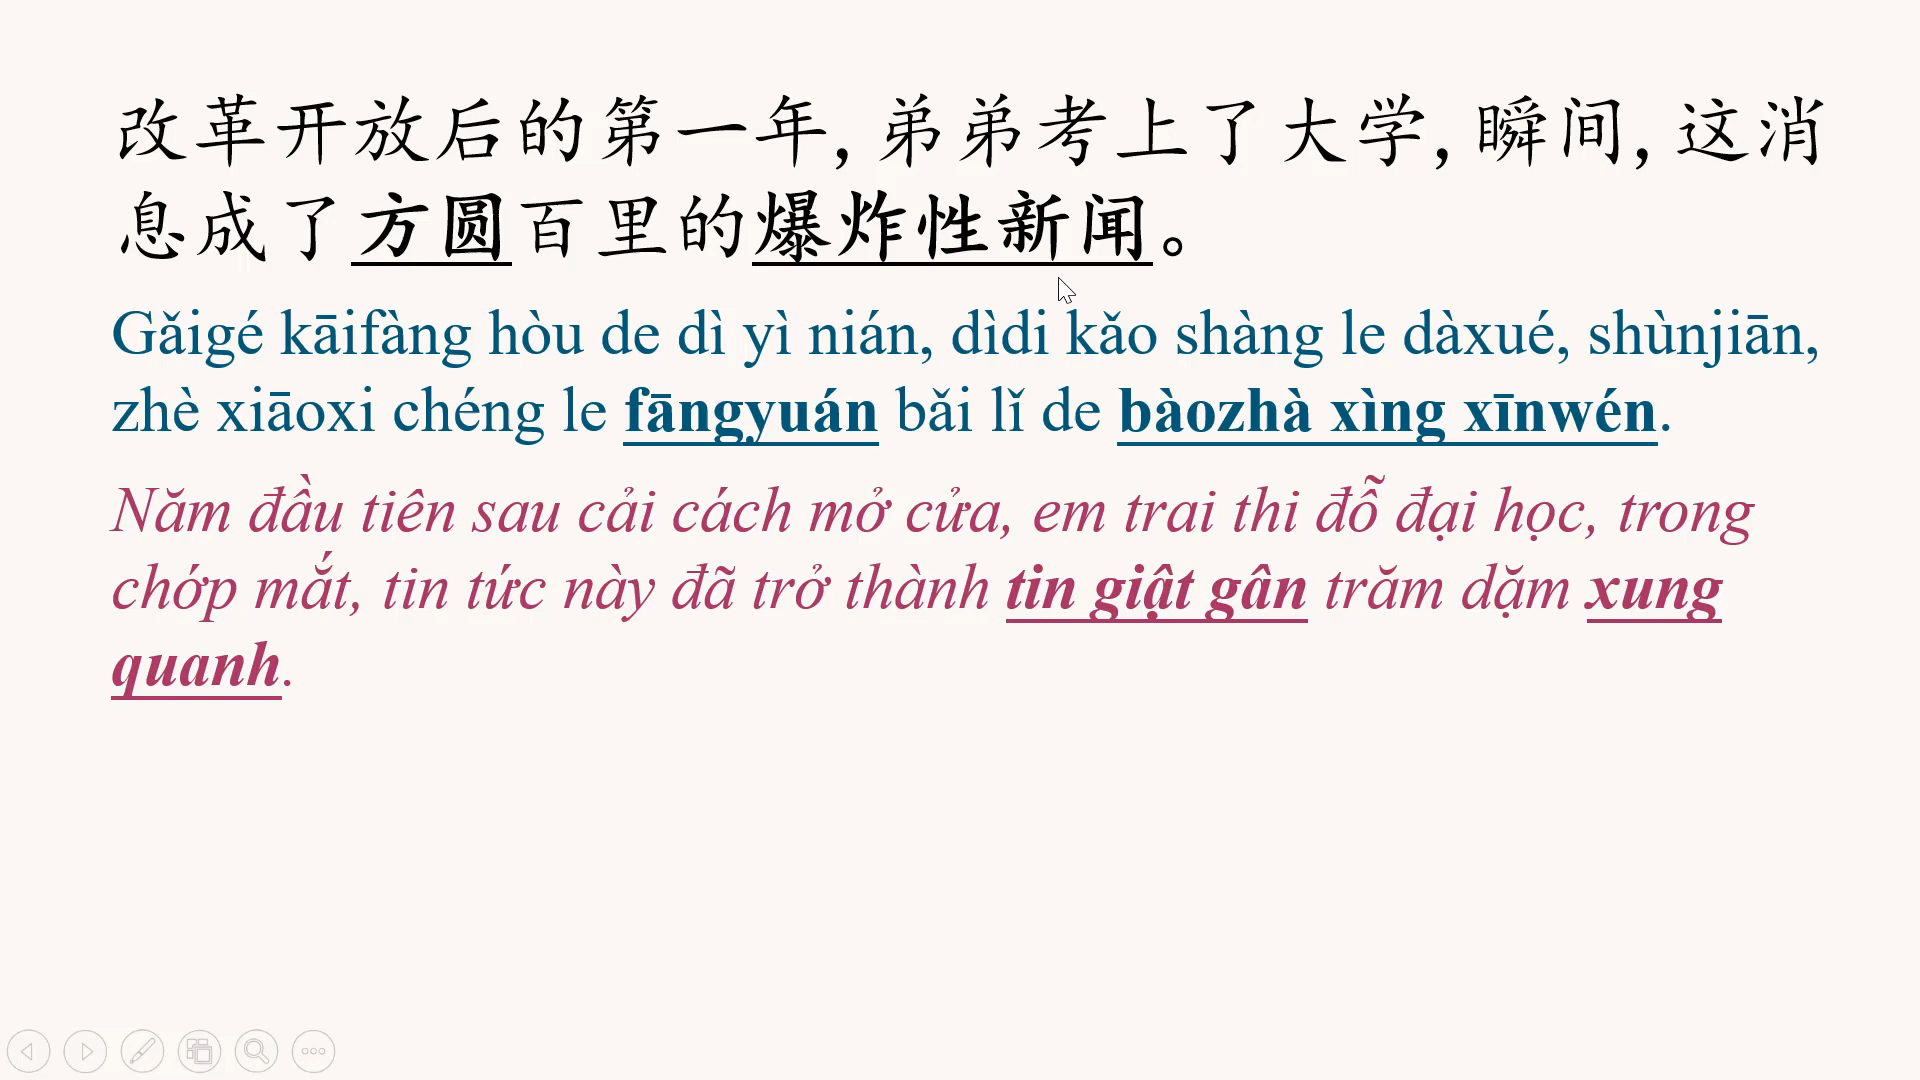 改革开放后的第一年,弟弟考上了大学,瞬间,这消
息成了方圆百里的爆炸性新闻。
Gǎigé kāifàng hòu de dì yì nián, dìdi kǎo shàng le dàxué, shùnjiān,
zhè xiāoxi chéng le fāngyuán bǎi lǐ de bàozhà xìng xīnwén.
Năm đầu tiên sau cải cách mở cửa, em trai thi đỗ đại học, trong
chớp mắt, tin tức này đã trở thành tin giật gân trăm dặm xung
quanh.